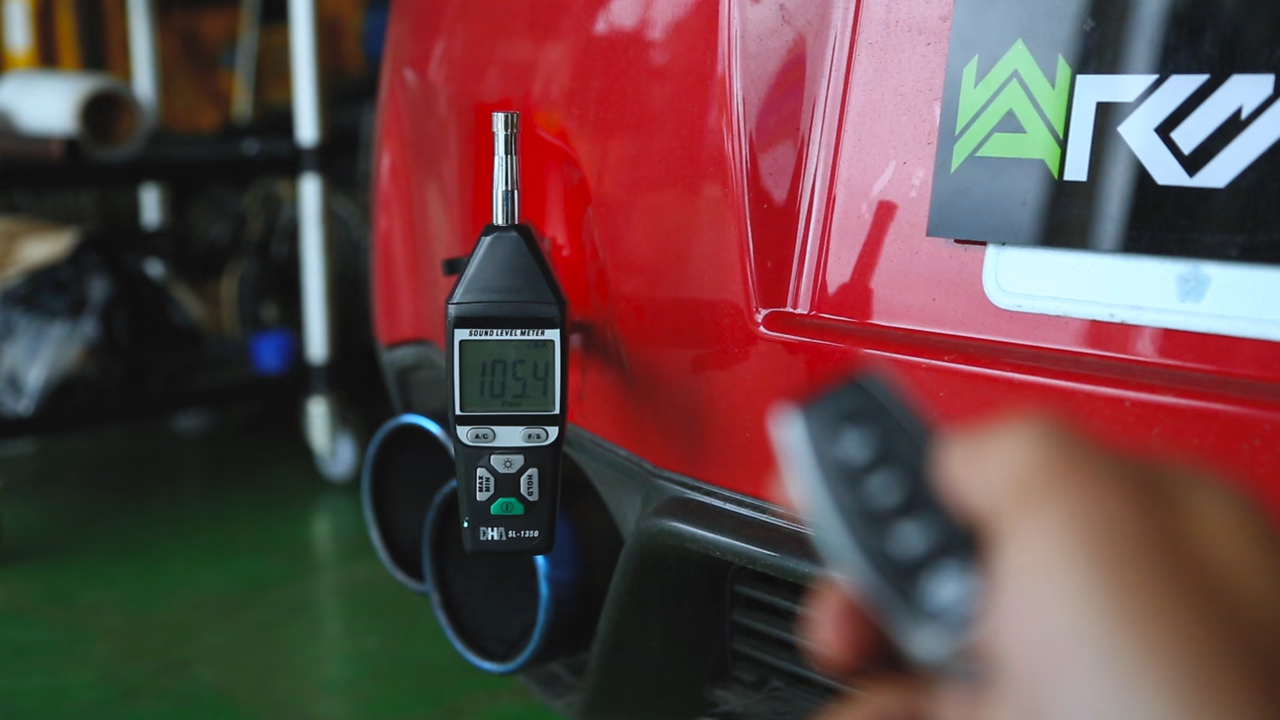 SOUND LEVEL METER
105.4
A/C
F/S
MAX
MIN
HOLD
DHA SL-1350